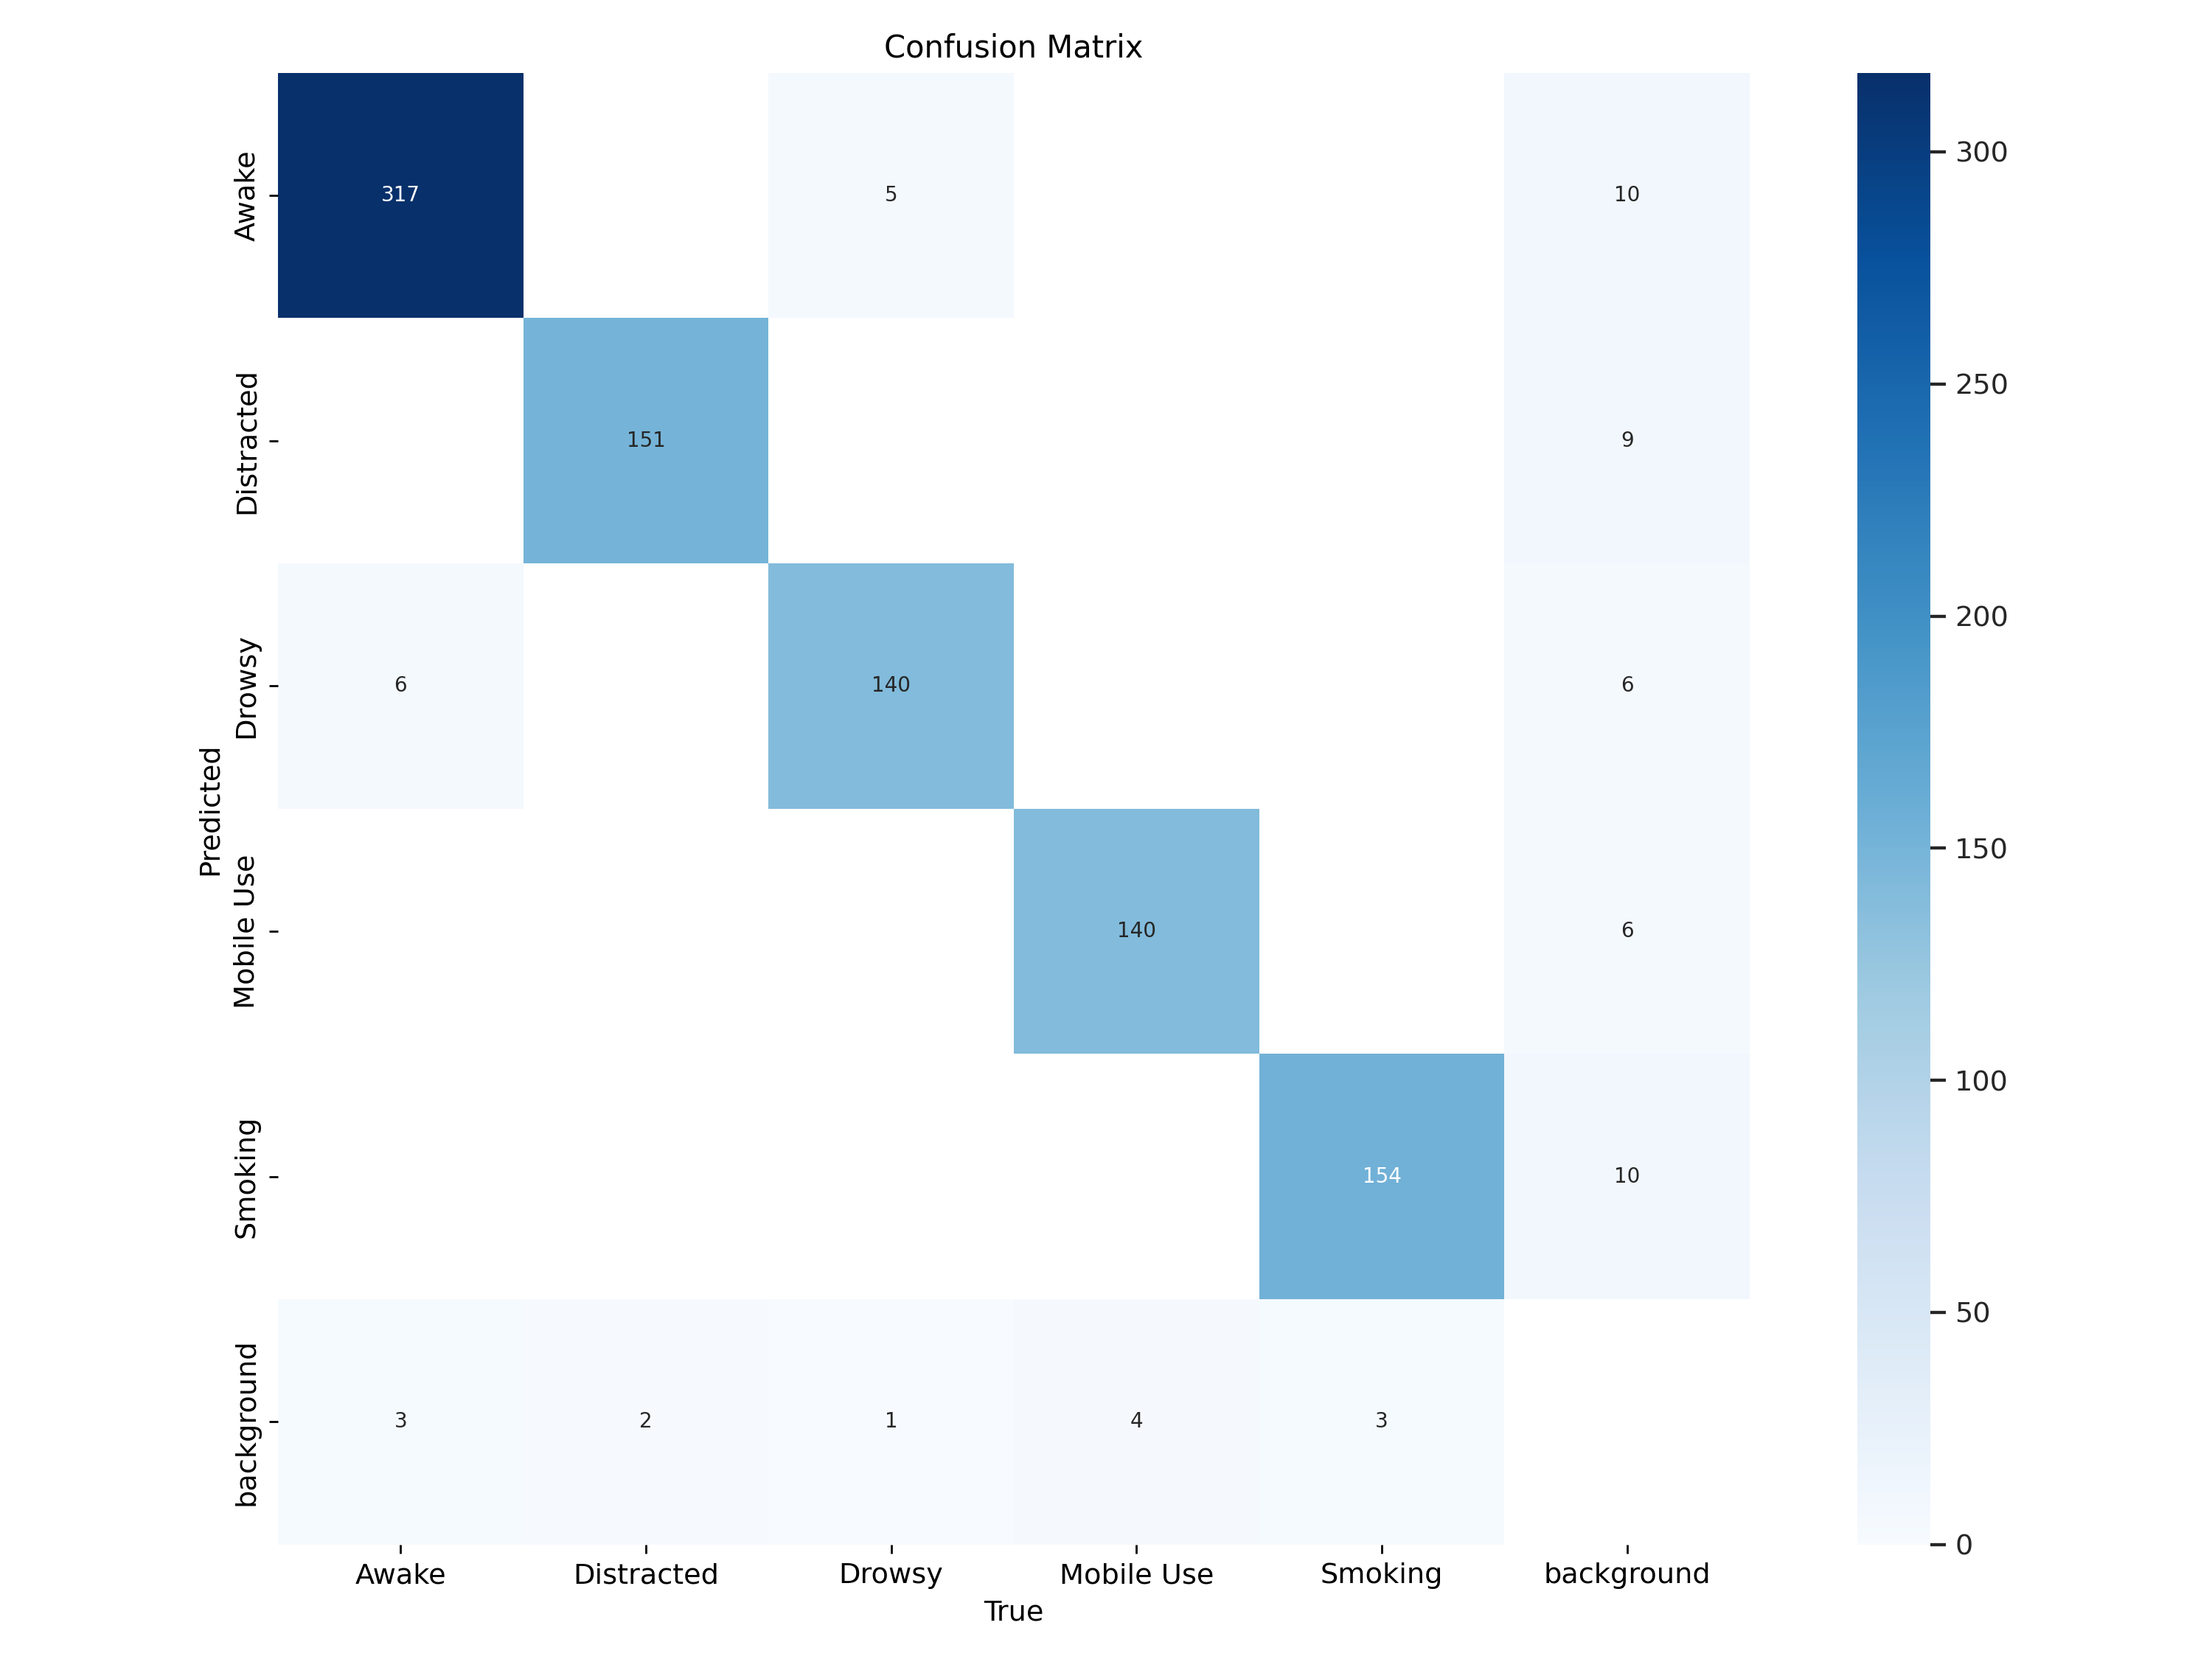 Confusion Matrix
Awake
317
5
10
300
Distracted
151
9
250
Drowsy
6
140
6
200
Predicted
Mobile Use
140
6
150
Smoking
154
10
100
background
3
2
1
4
3
50
0
Awake
Distracted
Drowsy
Mobile Use
Smoking
background
True